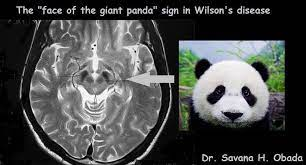 The "face of the giant panda" sign in Wilson's disease
Dr. Savana H. Obada